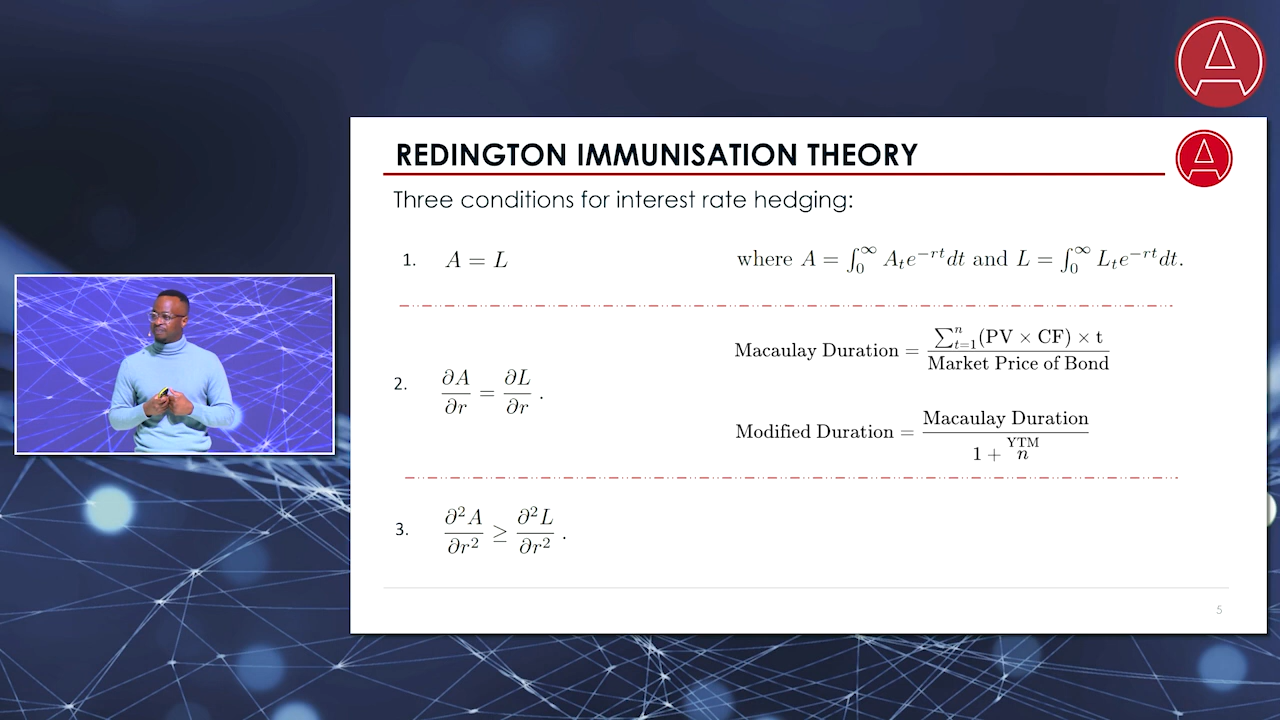 REDINGTON IMMUNISATION THEORY
Three conditions for interest rate hedging:
1. A = L where A = ∫₀^∞ Aₜe^{−rt}dt and L = ∫₀^∞ Lₜe^{−rt}dt.
Macaulay Duration = ∑_{t=1}^{n}(PV × CF) × t / Market Price of Bond
2. ∂A/∂r = ∂L/∂r .
Modified Duration = Macaulay Duration / 1 + YTM n
3. ∂²A/∂r² ≥ ∂²L/∂r² .
5